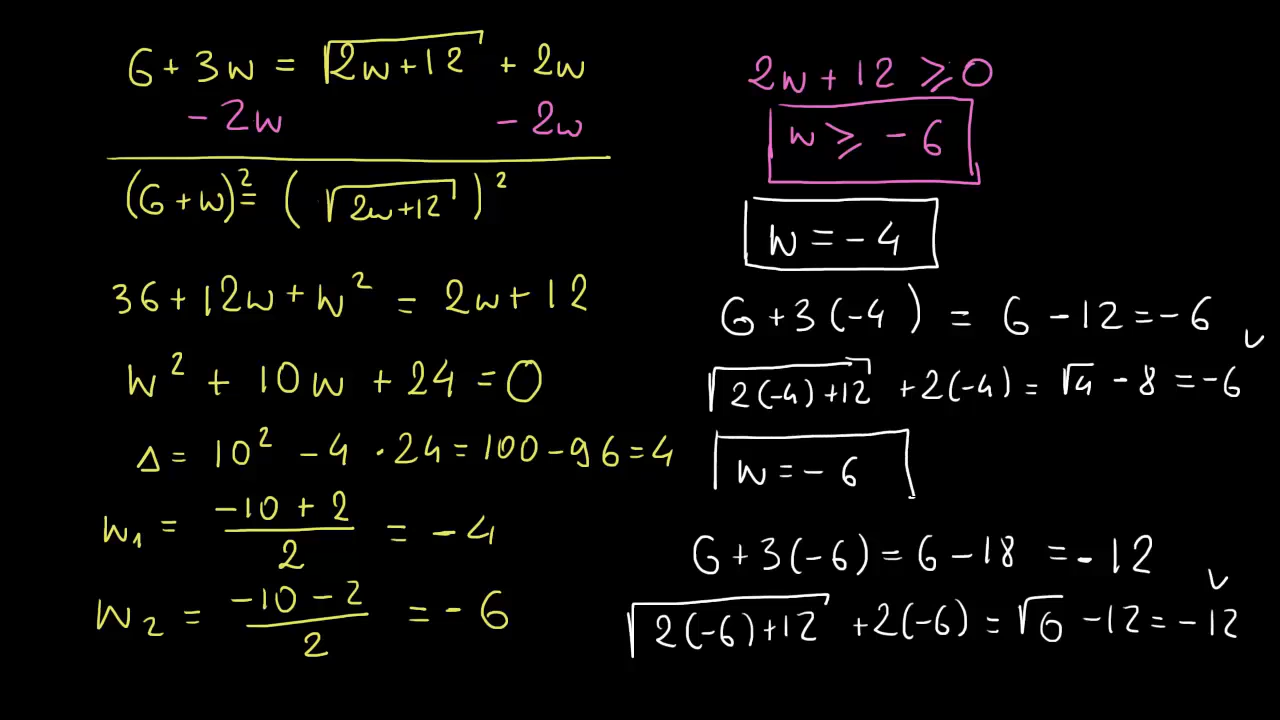 6 + 3w = √(2w+12) + 2w
- 2w - 2w
(6 + w)² = (√(2w+12))²
36 + 12w + w² = 2w + 12
w² + 10w + 24 = 0
Δ = 10² - 4 · 24 = 100 - 96 = 4
w₁ = (-10 + 2)/2 = -4
w₂ = (-10 - 2)/2 = -6
2w + 12 ⩾ 0
w ⩾ -6
w = -4
6 + 3(-4) = 6 - 12 = -6 ✓
√(2(-4)+12) + 2(-4) = √4 - 8 = -6
w = -6
6 + 3(-6) = 6 - 18 = -12 ✓
√(2(-6)+12) + 2(-6) = √6 - 12 = -12